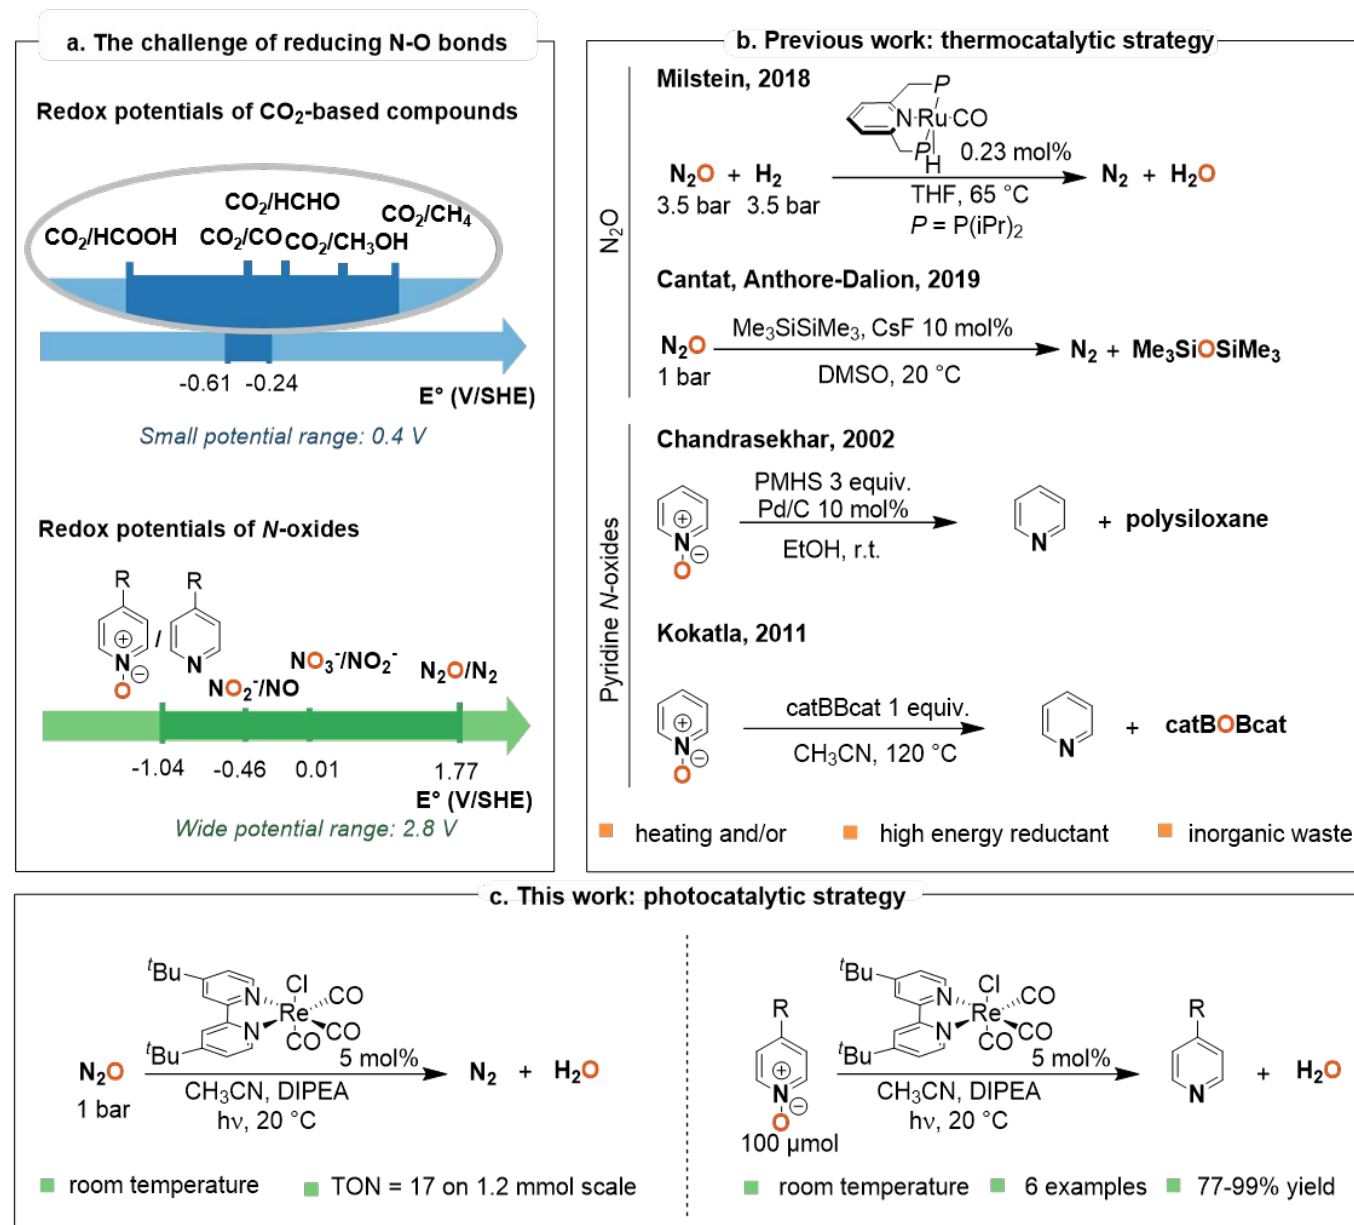 a. The challenge of reducing N-O bonds
Redox potentials of CO₂-based compounds
CO₂/HCOOH
CO₂/CO
CO₂/HCHO
CO₂/CH₃OH
CO₂/CH₄
-0.61
-0.24
E° (V/SHE)
Small potential range: 0.4 V
Redox potentials of N-oxides
R
R
N
⊕
⊖
O
/
N
NO₂⁻/NO
NO₃⁻/NO₂⁻
N₂O/N₂
-1.04
-0.46
0.01
1.77
E° (V/SHE)
Wide potential range: 2.8 V
b. Previous work: thermocatalytic strategy
N₂O
Milstein, 2018
P
N
Ru
CO
P
H
0.23 mol%
N₂O + H₂
3.5 bar 3.5 bar
THF, 65 °C
P = P(iPr)₂
N₂ + H₂O
Cantat, Anthore-Dalion, 2019
N₂O
1 bar
Me₃SiSiMe₃, CsF 10 mol%
DMSO, 20 °C
N₂ + Me₃SiOSiMe₃
Pyridine N-oxides
Chandrasekhar, 2002
⊕
N
⊖
O
PMHS 3 equiv.
Pd/C 10 mol%
EtOH, r.t.
N
+ polysiloxane
Kokatla, 2011
⊕
N
⊖
O
catBBcat 1 equiv.
CH₃CN, 120 °C
N
+ catBOBcat
heating and/or
high energy reductant
inorganic waste
c. This work: photocatalytic strategy
N₂O
1 bar
ᵗBu
ᵗBu
N
N
Re
Cl
CO
CO
CO
5 mol%
CH₃CN, DIPEA
hν, 20 °C
N₂ + H₂O
room temperature
TON = 17 on 1.2 mmol scale
R
⊕
N
⊖
O
100 μmol
ᵗBu
ᵗBu
N
N
Re
Cl
CO
CO
CO
5 mol%
CH₃CN, DIPEA
hν, 20 °C
R
N
+ H₂O
room temperature
6 examples
77-99% yield